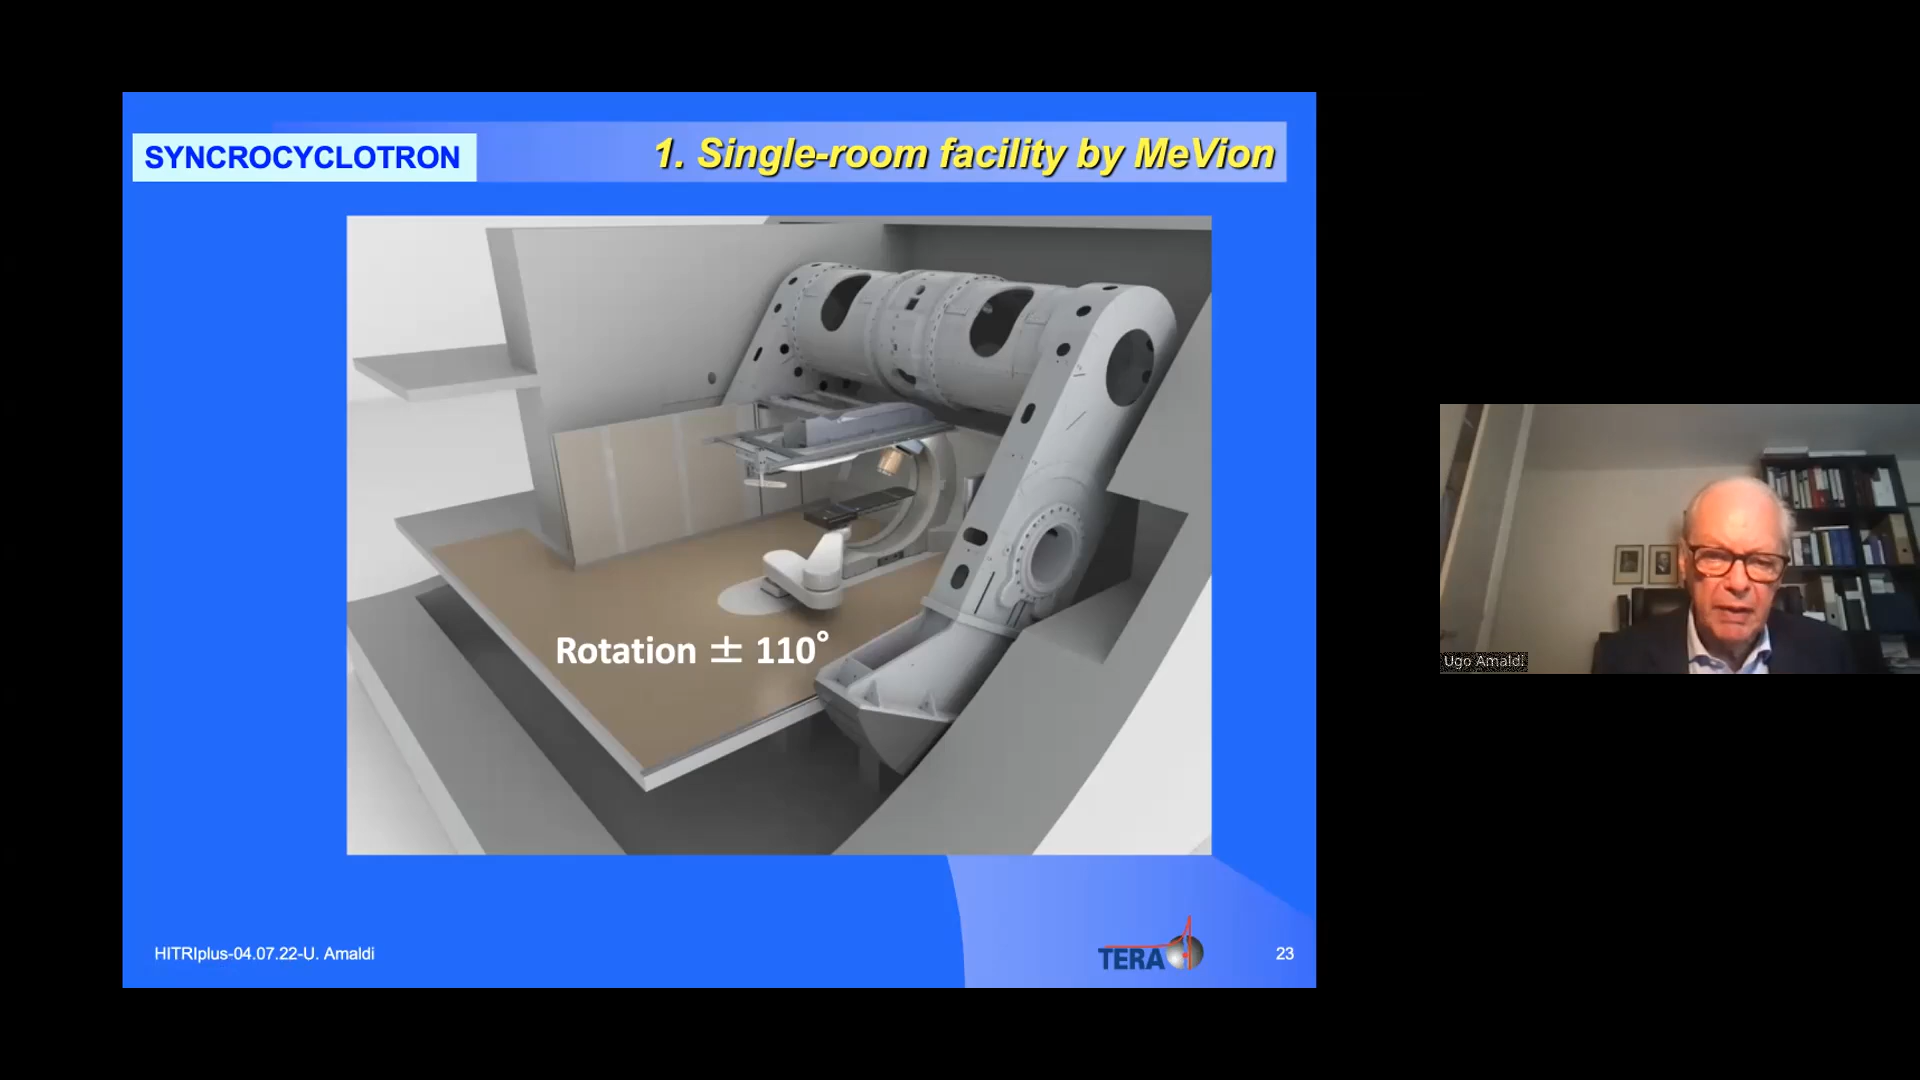 SYNCROCYCLOTRON
1. Single-room facility by MeVion
Rotation ± 110°
Ugo Amaldi
HITRIplus-04.07.22-U. Amaldi
TERA
23